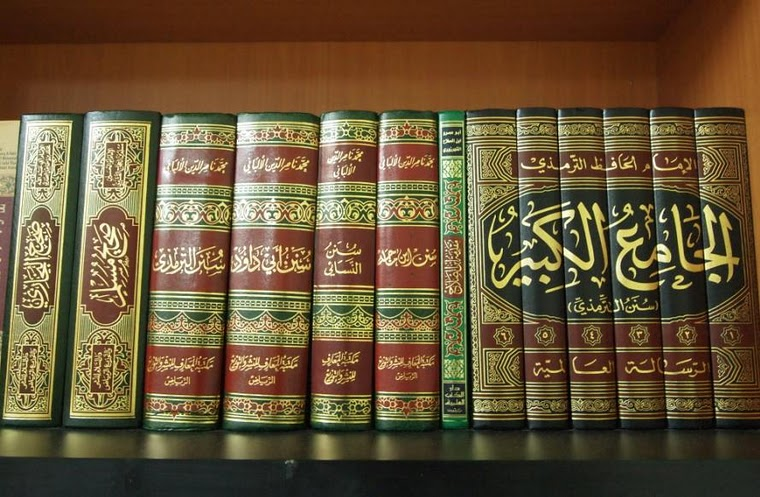 الإمام الحافظ الترمذي
الجامع الكبير
(سنن الترمذي)
١
٢
٣
٤
٥
٦
الرسالة العالمية
محمد ناصر الدين الألباني
سنن ابن ماجه
مكتبة المعارف للنشر والتوزيع
الرياض
محمد ناصر الدين
الألباني
سنن
النسائي
مكتبة المعارف
للنشر والتوزيع
الرياض
محمد ناصر الدين الألباني
سنن أبي داود
مكتبة المعارف للنشر والتوزيع
الرياض
محمد ناصر الدين الألباني
سنن الترمذي
مكتبة المعارف للنشر والتوزيع
الرياض
صحيح مسلم
صحيح البخاري